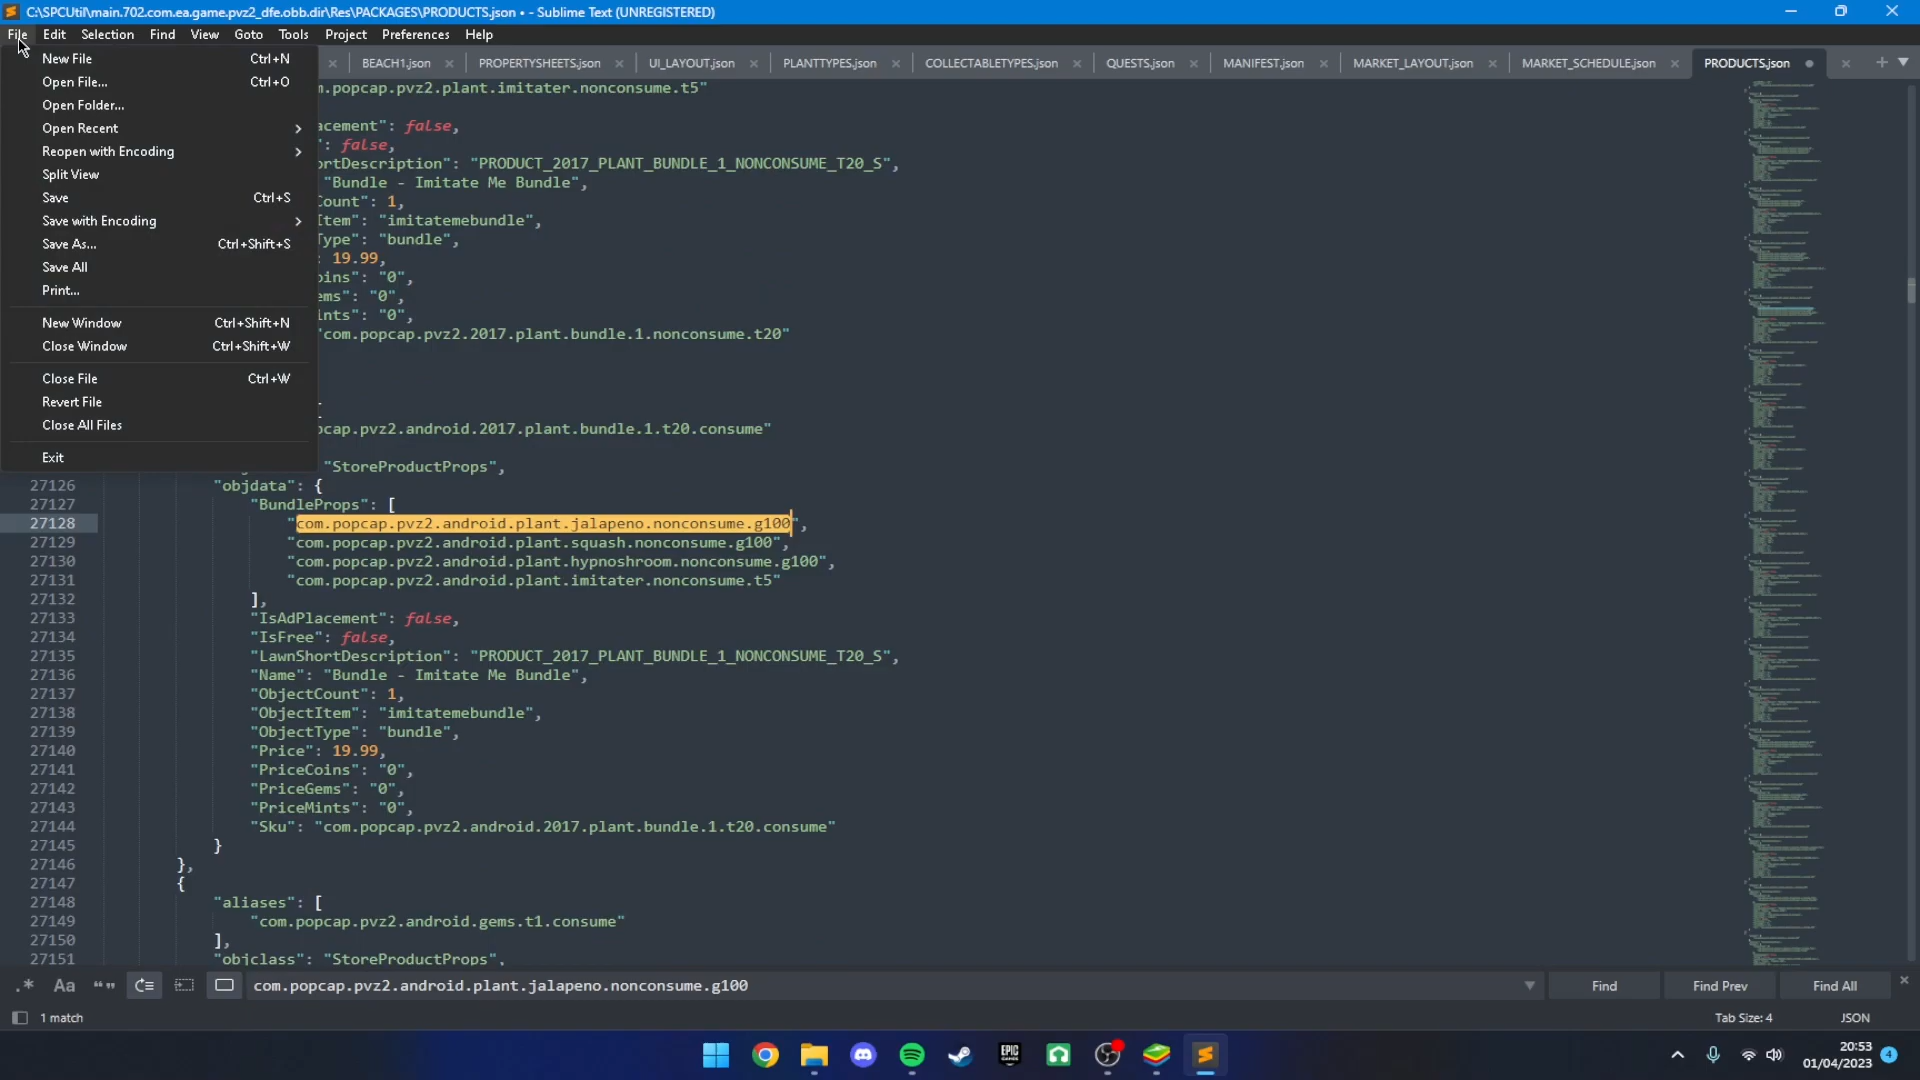 C:\SPCUtil\main.702.com.ea.game.pvz2_dfe.obb.dir\Res\PACKAGES\PRODUCTS.json • - Sublime Text (UNREGISTERED)
File Edit Selection Find View Goto Tools Project Preferences Help
BEACH1.json PROPERTYSHEETS.json UI_LAYOUT.json PLANTTYPES.json COLLECTABLETYPES.json QUESTS.json MANIFEST.json MARKET_LAYOUT.json MARKET_SCHEDULE.json PRODUCTS.json
New File Ctrl+N
Open File... Ctrl+O
Open Folder...
Open Recent
Reopen with Encoding
Split View
Save Ctrl+S
Save with Encoding
Save As... Ctrl+Shift+S
Save All
Print...
New Window Ctrl+Shift+N
Close Window Ctrl+Shift+W
Close File Ctrl+W
Revert File
Close All Files
Exit
.popcap.pvz2.plant.imitater.nonconsume.t5"
acement": false,
": false,
ortDescription": "PRODUCT_2017_PLANT_BUNDLE_1_NONCONSUME_T20_S",
"Bundle - Imitate Me Bundle",
Count": 1,
Item": "imitatemebundle",
Type": "bundle",
: 19.99,
oins": "0",
ems": "0",
ints": "0",
"com.popcap.pvz2.2017.plant.bundle.1.nonconsume.t20"
[
pcap.pvz2.android.2017.plant.bundle.1.t20.consume"
"StoreProductProps",
27126 "objdata": {
27127 "BundleProps": [
27128 "com.popcap.pvz2.android.plant.jalapeno.nonconsume.g100",
27129 "com.popcap.pvz2.android.plant.squash.nonconsume.g100",
27130 "com.popcap.pvz2.android.plant.hypnoshroom.nonconsume.g100",
27131 "com.popcap.pvz2.android.plant.imitater.nonconsume.t5"
27132 ],
27133 "IsAdPlacement": false,
27134 "IsFree": false,
27135 "LawnShortDescription": "PRODUCT_2017_PLANT_BUNDLE_1_NONCONSUME_T20_S",
27136 "Name": "Bundle - Imitate Me Bundle",
27137 "ObjectCount": 1,
27138 "ObjectItem": "imitatemebundle",
27139 "ObjectType": "bundle",
27140 "Price": 19.99,
27141 "PriceCoins": "0",
27142 "PriceGems": "0",
27143 "PriceMints": "0",
27144 "Sku": "com.popcap.pvz2.android.2017.plant.bundle.1.t20.consume"
27145 }
27146 },
27147 {
27148 "aliases": [
27149 "com.popcap.pvz2.android.gems.t1.consume"
27150 ],
27151 "objclass": "StoreProductProps",
.* Aa “” com.popcap.pvz2.android.plant.jalapeno.nonconsume.g100 Find Find Prev Find All
1 match Tab Size: 4 JSON
EPIC GAMES
20:53
01/04/2023 4